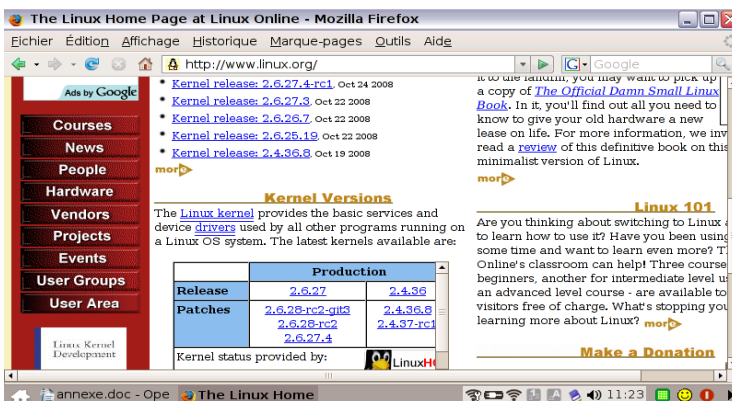 The Linux Home Page at Linux Online - Mozilla Firefox
Fichier Édition Affichage Historique Marque-pages Outils Aide
http://www.linux.org/
G Google
Ads by Google
Courses
News
People
Hardware
Vendors
Projects
Events
User Groups
User Area
Linux Kernel
Development
Kernel release: 2.6.27.4-rc1, Oct 24 2008
Kernel release: 2.6.27.3, Oct 22 2008
Kernel release: 2.6.26.7, Oct 22 2008
Kernel release: 2.6.25.19, Oct 22 2008
Kernel release: 2.4.36.8, Oct 19 2008
more
Kernel Versions
The Linux kernel provides the basic services and
device drivers used by all other programs running on
a Linux OS system. The latest kernels available are:
Production
Release 2.6.27 2.4.36
Patches 2.6.28-rc2-git3 2.4.36.8
2.6.28-rc2 2.4.37-rc1
2.6.27.4
Kernel status provided by: LinuxH
it to the landfill, you may want to pick up
a copy of The Official Damn Small Linux
Book. In it, you'll find out all you need to
know to give your old hardware a new
lease on life. For more information, we inv
read a review of this definitive book on this
minimalist version of Linux.
more
Linux 101
Are you thinking about switching to Linux
to learn how to use it? Have you been using
some time and want to learn even more?
Online's classroom can help! Three course
beginners, another for intermediate level u
an advanced level course - are available to
visitors free of charge. What's stopping you
learning more about Linux? more
Make a Donation
annexe.doc - Ope
The Linux Home
11:23